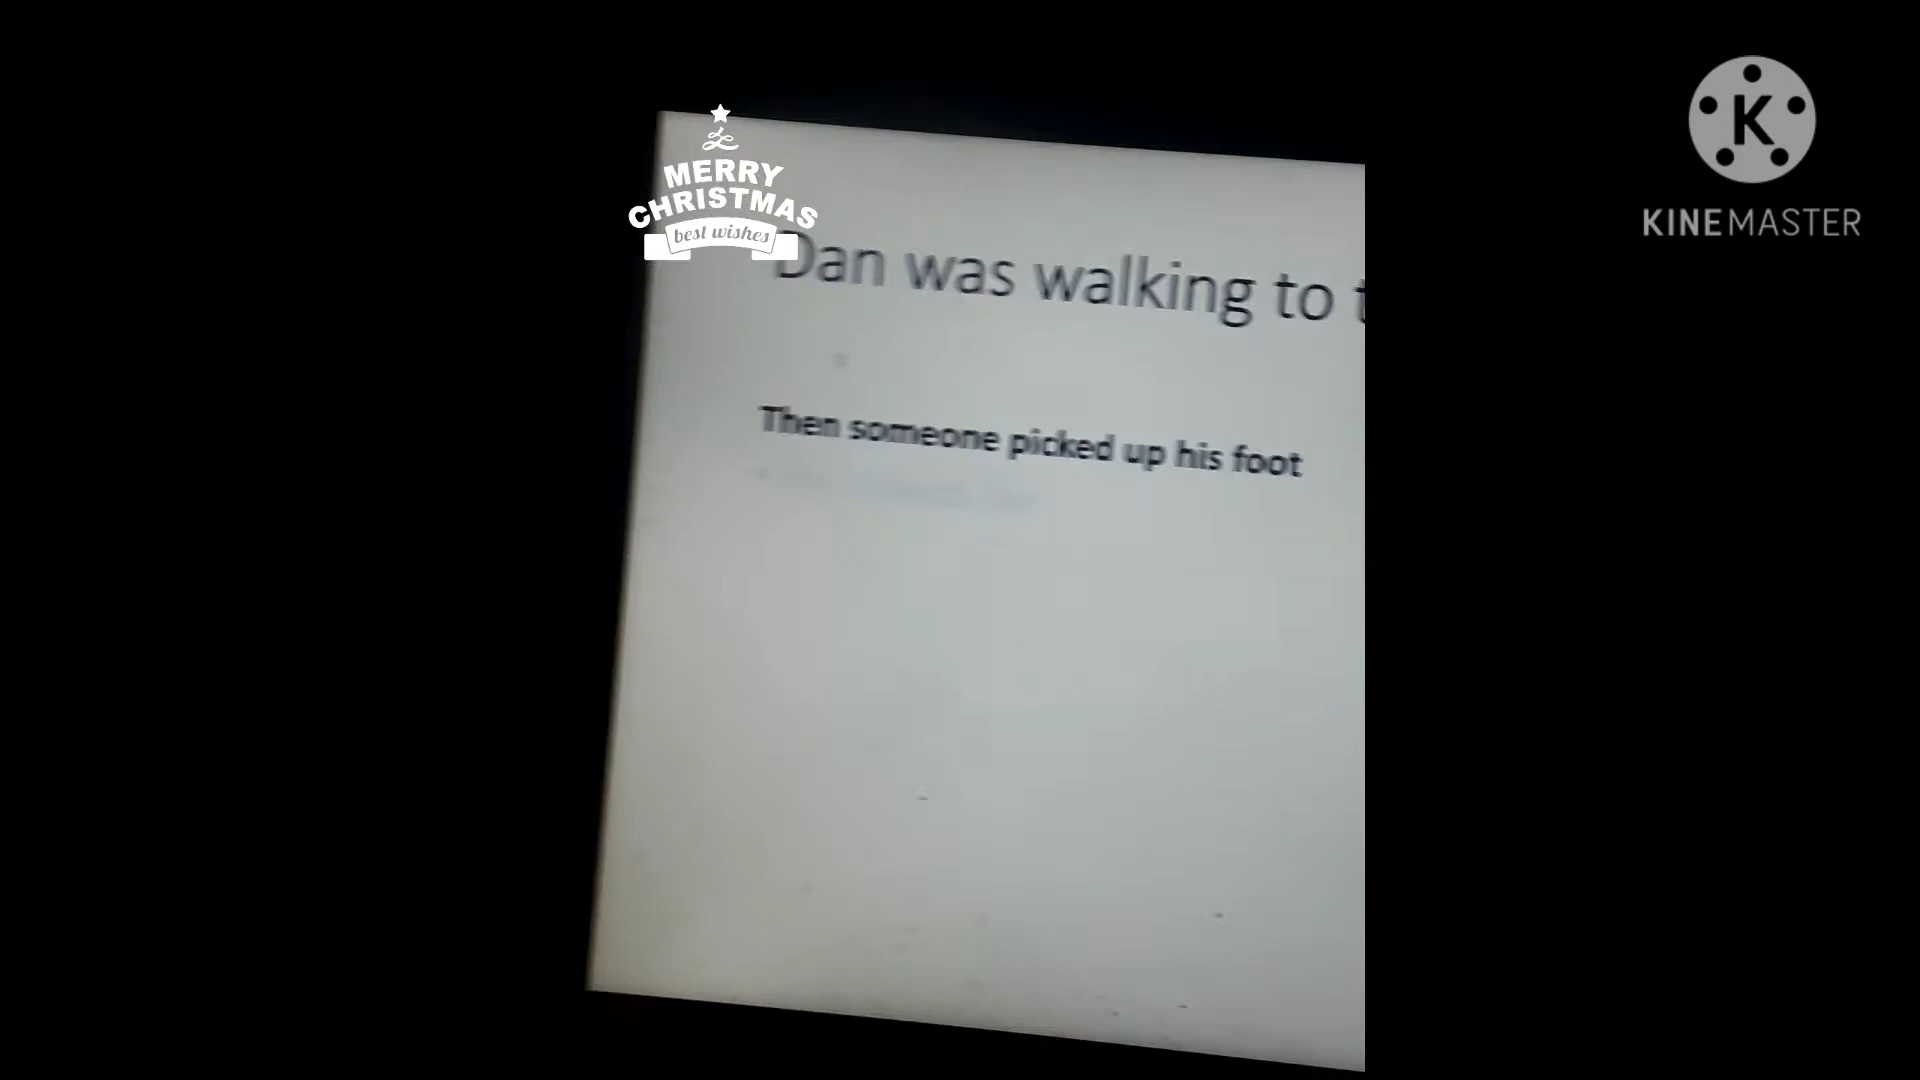 MERRY
CHRISTMAS
best wishes
Dan was walking to t
Then someone picked up his foot
K
KINEMASTER